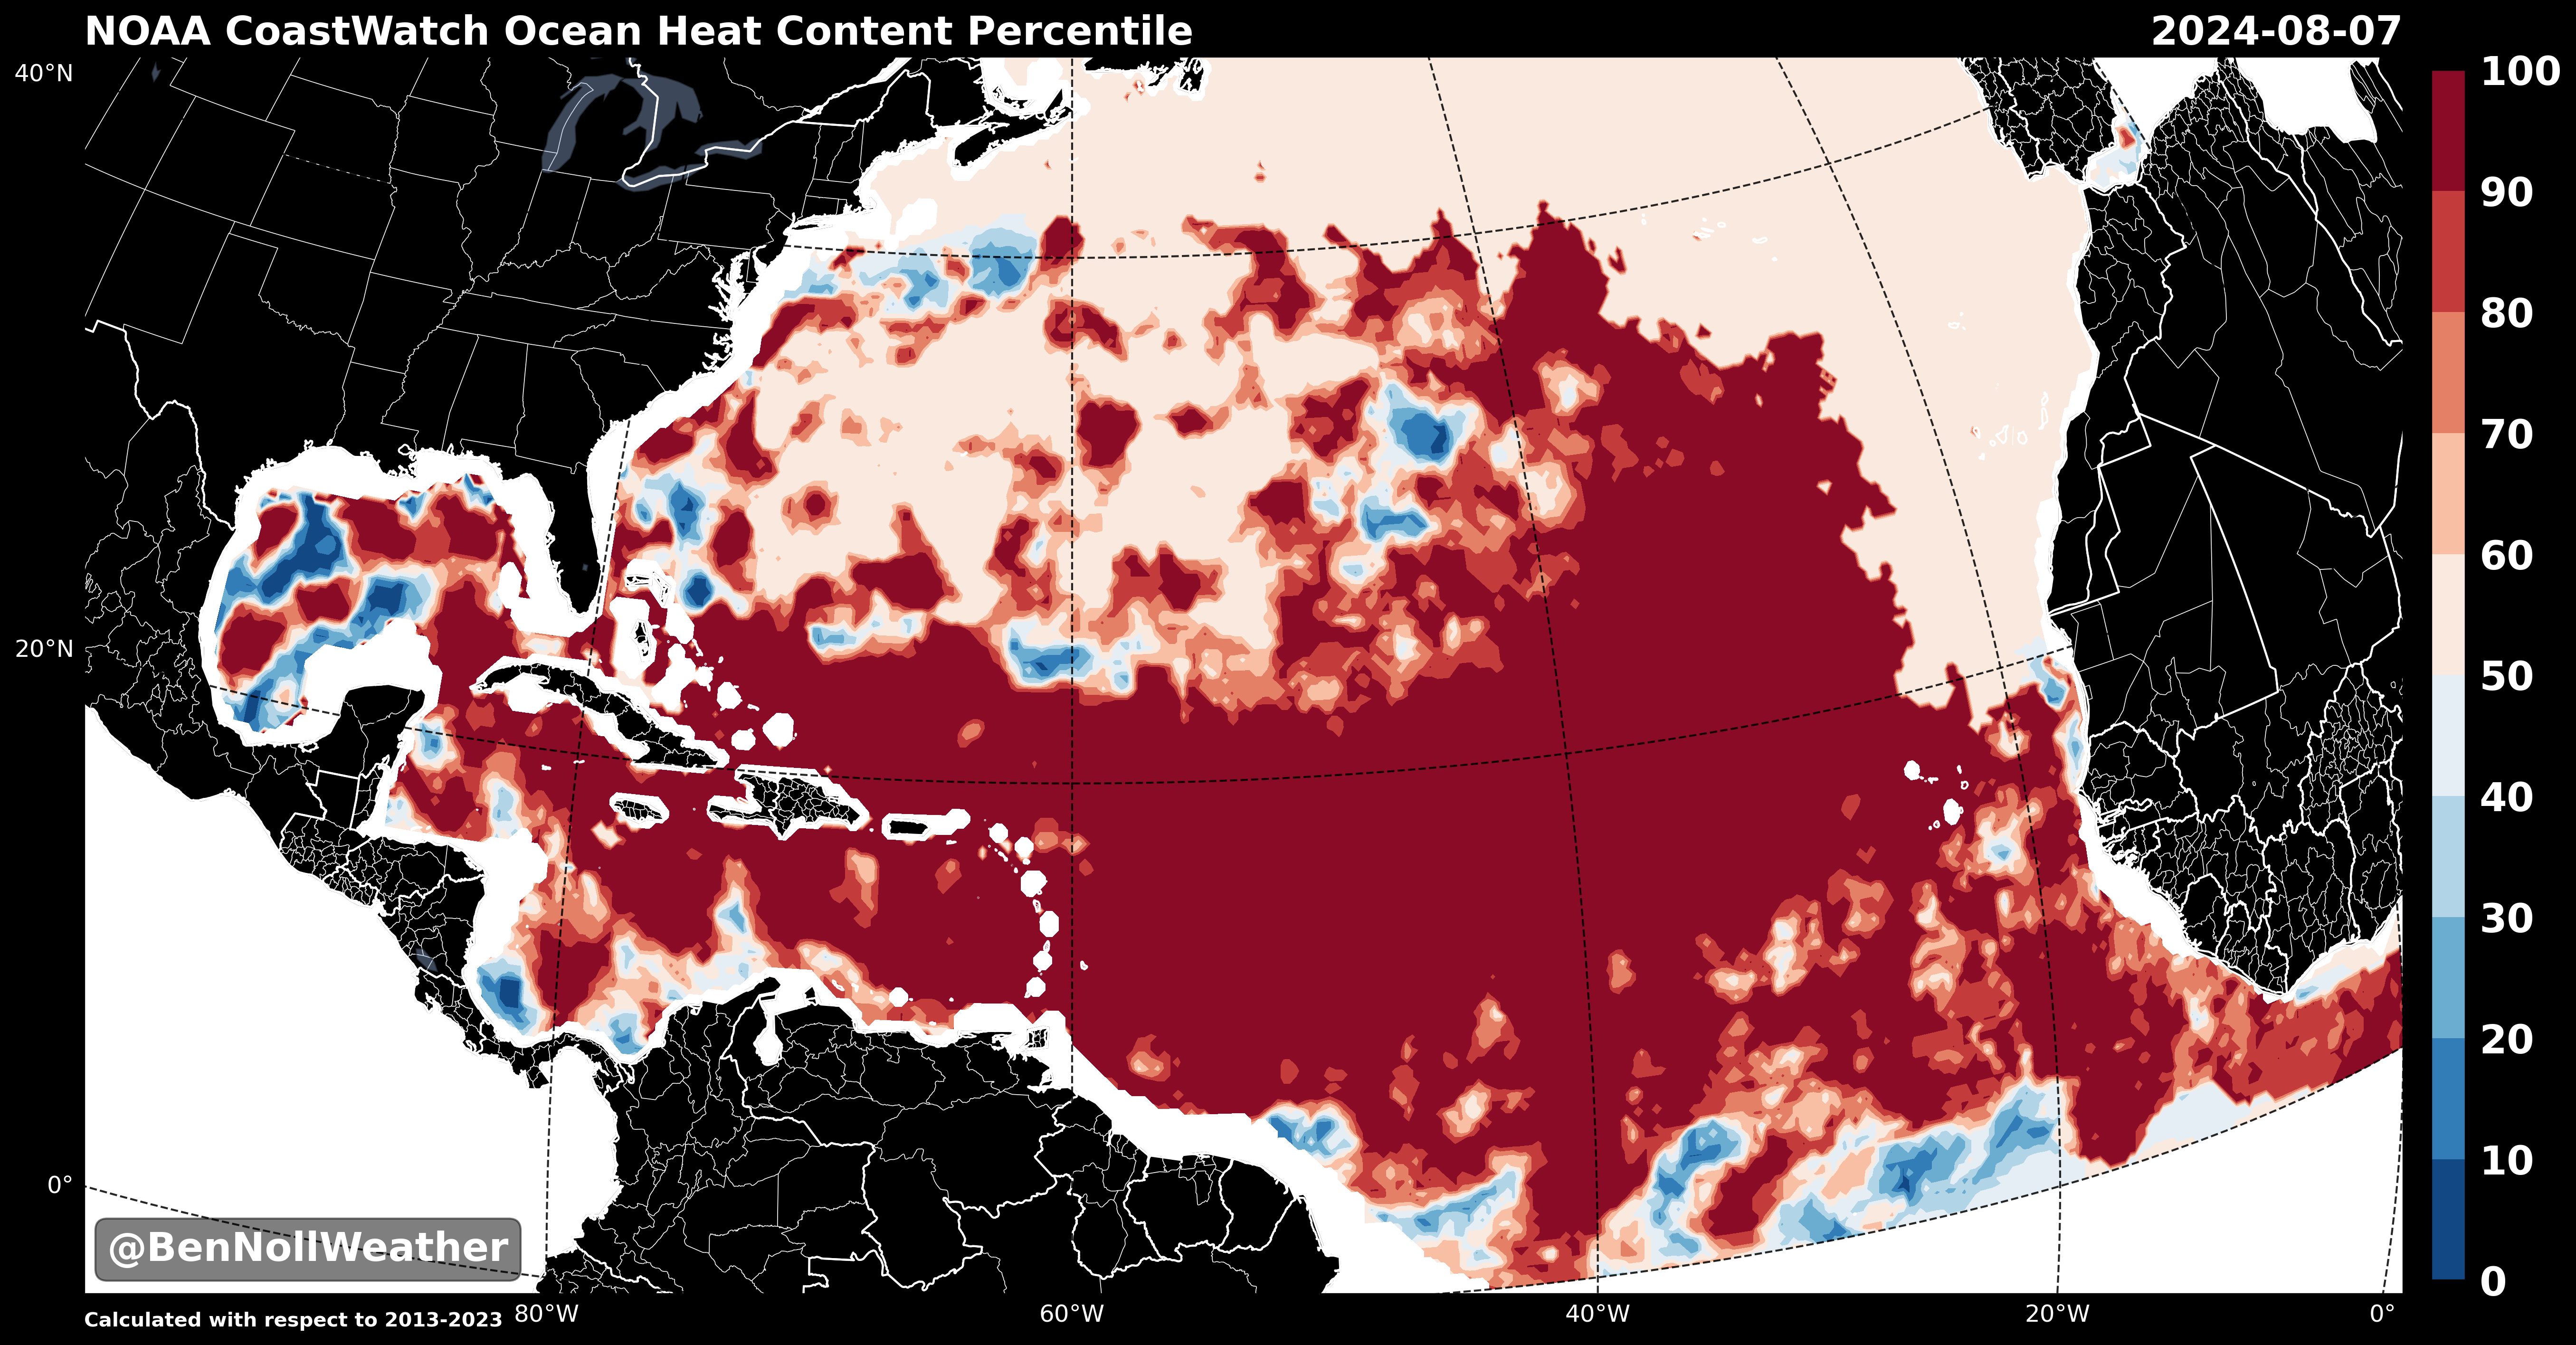 NOAA CoastWatch Ocean Heat Content Percentile
2024-08-07
40°N
20°N
0°
100
90
80
70
60
50
40
30
20
10
0
@BenNollWeather
Calculated with respect to 2013-2023
80°W
60°W
40°W
20°W
0°